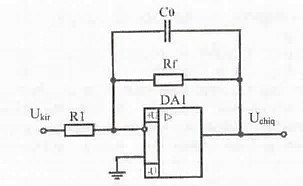 C0
Rf
DA1
Ukir
R1
+U
Uchiq
-U